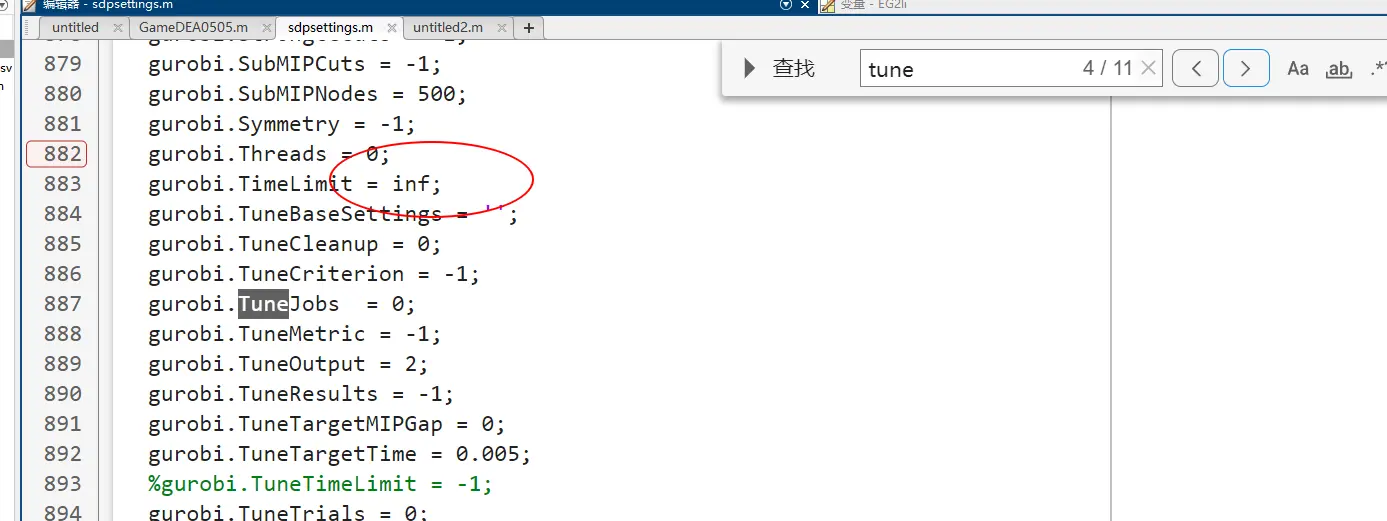 编辑器 - sdpsettings.m
变量 - EG2li
untitled
GameDEA0505.m
sdpsettings.m
untitled2.m
+
查找
tune
4 / 11
Aa
ab
.*?
879 gurobi.SubMIPCuts = -1;
880 gurobi.SubMIPNodes = 500;
881 gurobi.Symmetry = -1;
882 gurobi.Threads = 0;
883 gurobi.TimeLimit = inf;
884 gurobi.TuneBaseSettings = '';
885 gurobi.TuneCleanup = 0;
886 gurobi.TuneCriterion = -1;
887 gurobi.TuneJobs  = 0;
888 gurobi.TuneMetric = -1;
889 gurobi.TuneOutput = 2;
890 gurobi.TuneResults = -1;
891 gurobi.TuneTargetMIPGap = 0;
892 gurobi.TuneTargetTime = 0.005;
893 %gurobi.TuneTimeLimit = -1;
894 gurobi.TuneTrials = 0;